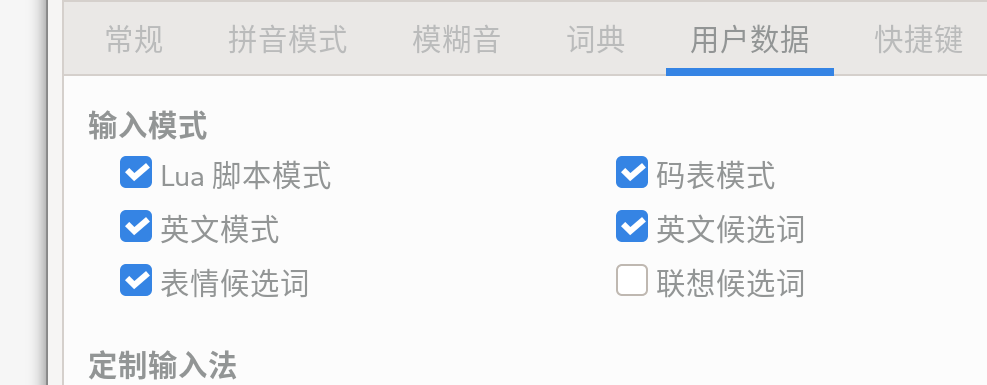 常规 拼音模式 模糊音 词典 用户数据 快捷键
输入模式
Lua 脚本模式 码表模式
英文模式 英文候选词
表情候选词 联想候选词
定制输入法